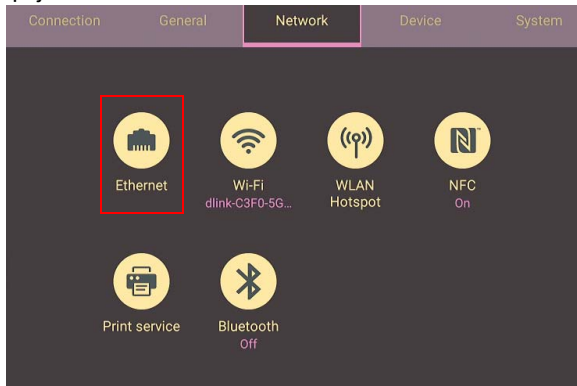 Connection General Network Device System
Ethernet Wi-Fi WLAN NFC
dlink-C3F0-5G... Hotspot On
Print service Bluetooth
Off